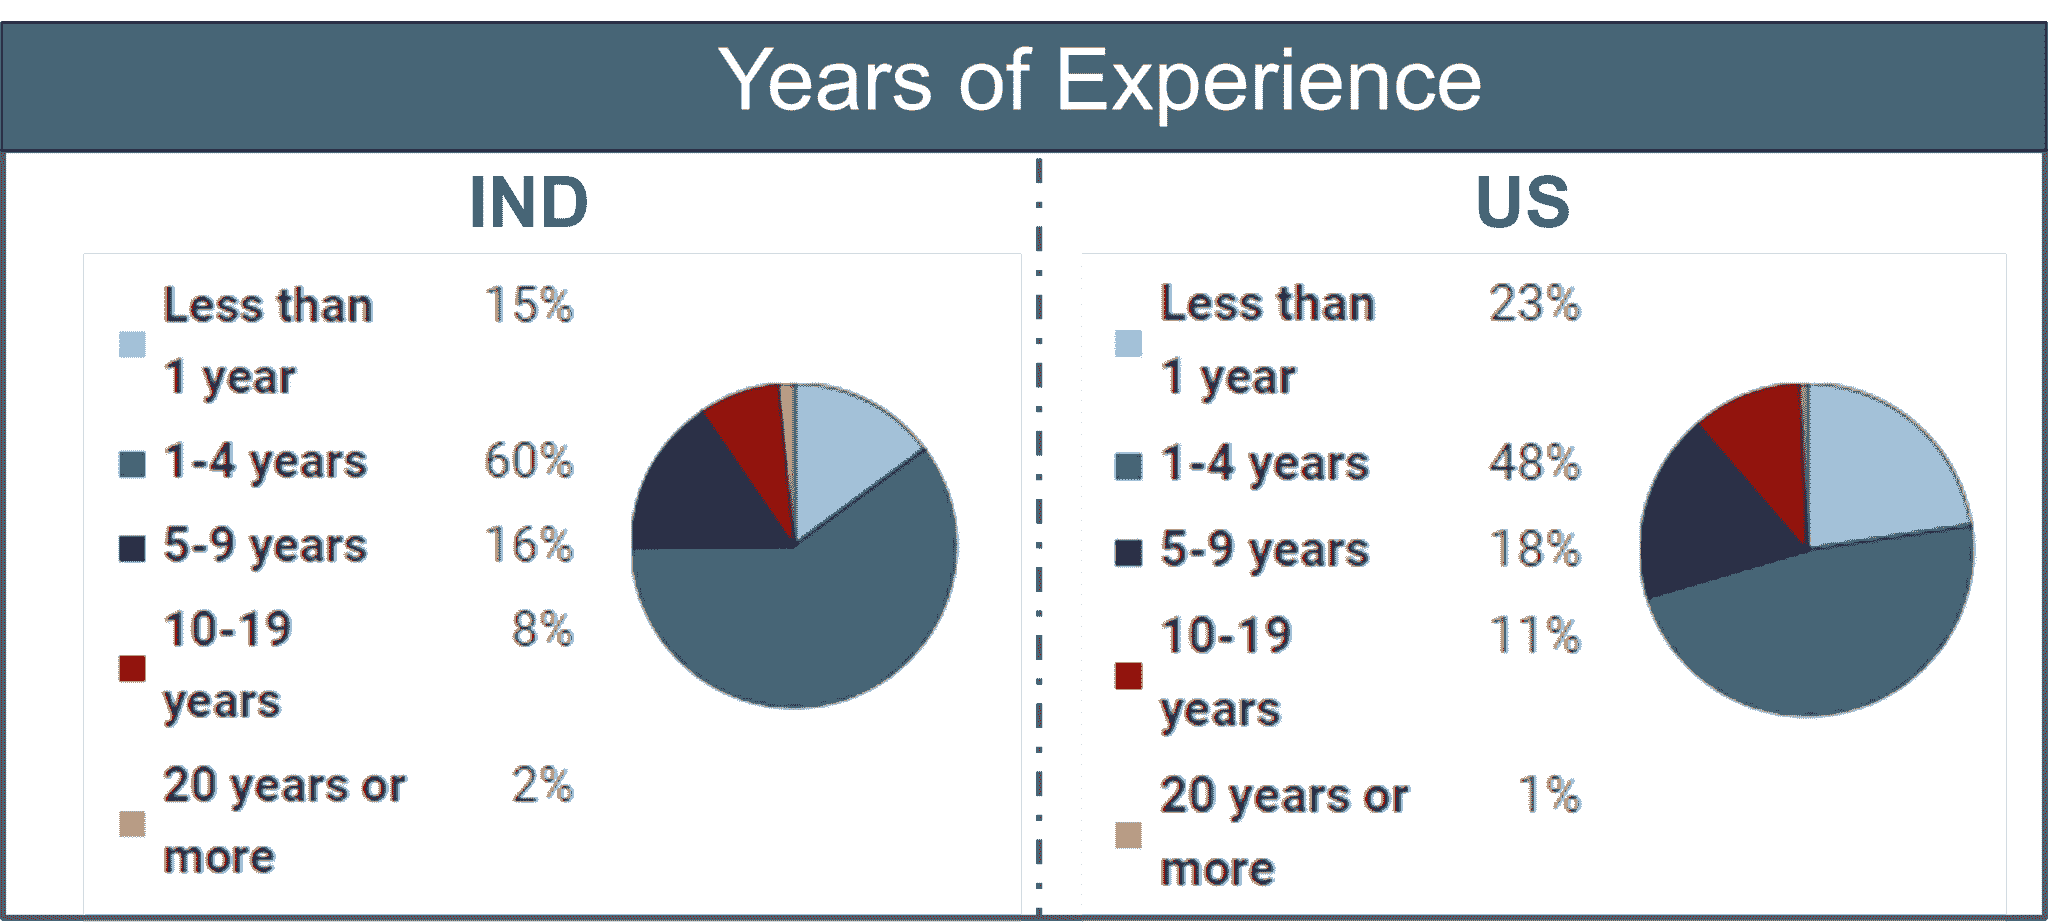 Years of Experience
IND
Less than 15%
1 year
1-4 years 60%
5-9 years 16%
10-19 8%
years
20 years or 2%
more
US
Less than 23%
1 year
1-4 years 48%
5-9 years 18%
10-19 11%
years
20 years or 1%
more